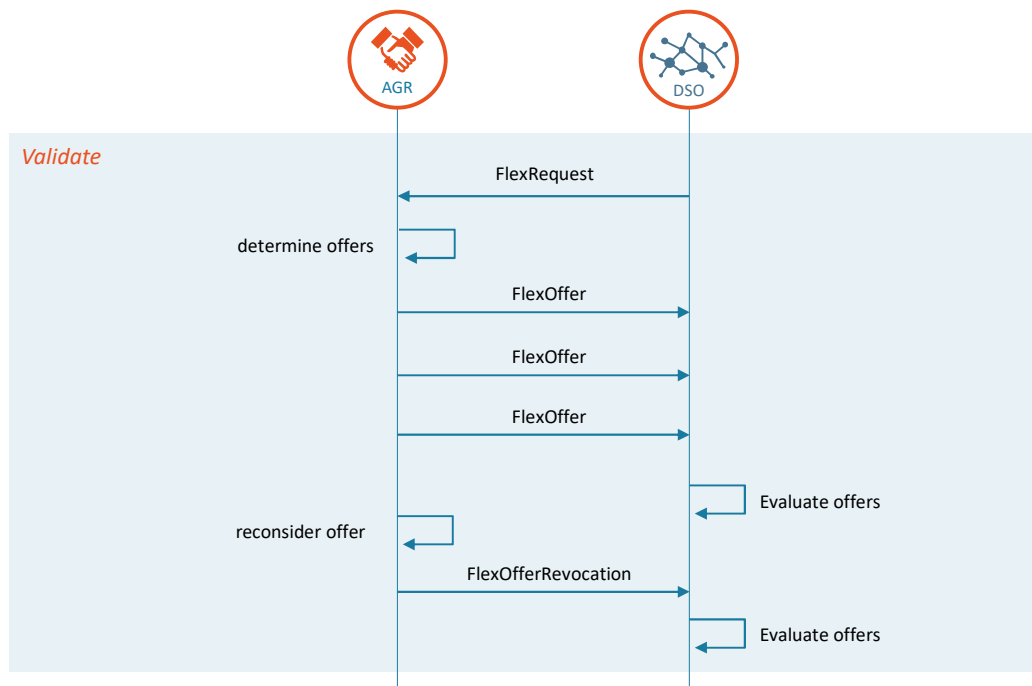 AGR
DSO
Validate
FlexRequest
determine offers
FlexOffer
FlexOffer
FlexOffer
Evaluate offers
reconsider offer
FlexOfferRevocation
Evaluate offers